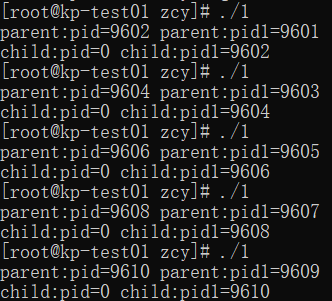 [root@kp-test01 zcy]# ./1
parent:pid=9602 parent:pid1=9601
child:pid=0 child:pid1=9602
[root@kp-test01 zcy]# ./1
parent:pid=9604 parent:pid1=9603
child:pid=0 child:pid1=9604
[root@kp-test01 zcy]# ./1
parent:pid=9606 parent:pid1=9605
child:pid=0 child:pid1=9606
[root@kp-test01 zcy]# ./1
parent:pid=9608 parent:pid1=9607
child:pid=0 child:pid1=9608
[root@kp-test01 zcy]# ./1
parent:pid=9610 parent:pid1=9609
child:pid=0 child:pid1=9610